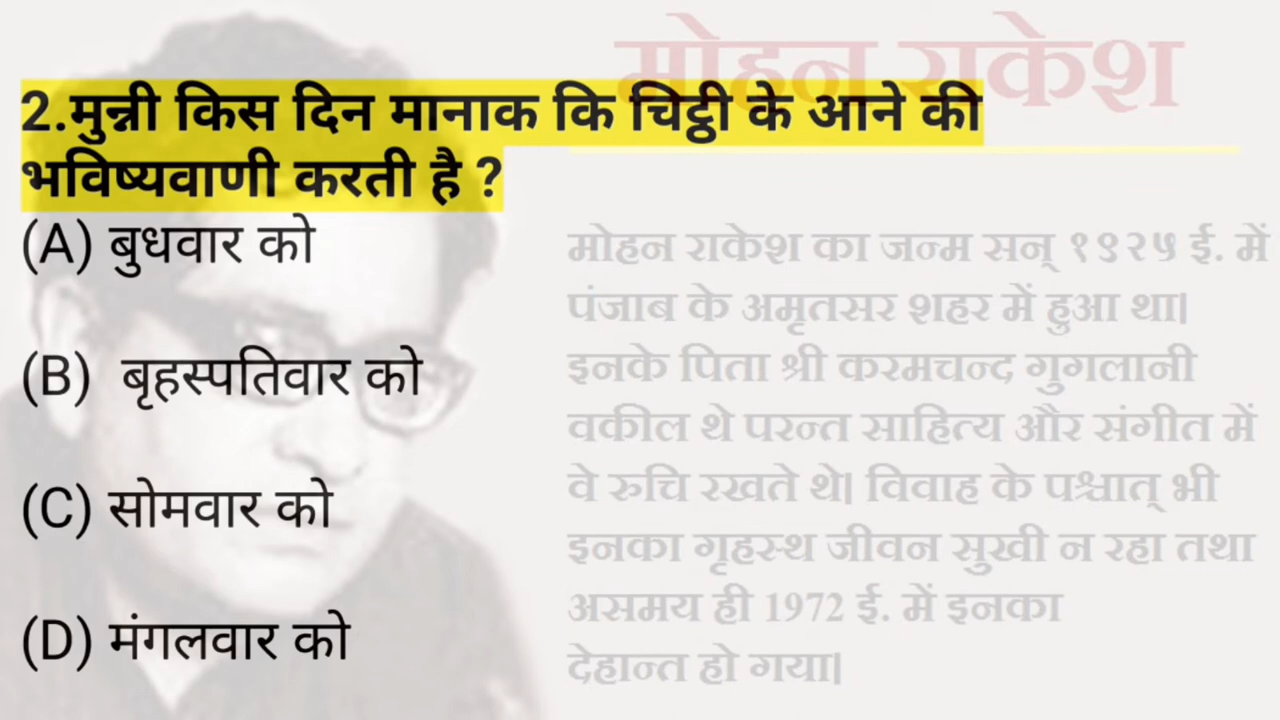 मोहन राकेश
2.मुन्नी किस दिन मानाक कि चिट्ठी के आने की
भविष्यवाणी करती है ?
(A) बुधवार को
(B) बृहस्पतिवार को
(C) सोमवार को
(D) मंगलवार को
मोहन राकेश का जन्म सन् १९२५ ई. में
पंजाब के अमृतसर शहर में हुआ था|
इनके पिता श्री करमचन्द गुगलानी
वकील थे परन्त साहित्य और संगीत में
वे रुचि रखते थे| विवाह के पश्चात् भी
इनका गृहस्थ जीवन सुखी न रहा तथा
असमय ही 1972 ई. में इनका
देहान्त हो गया|